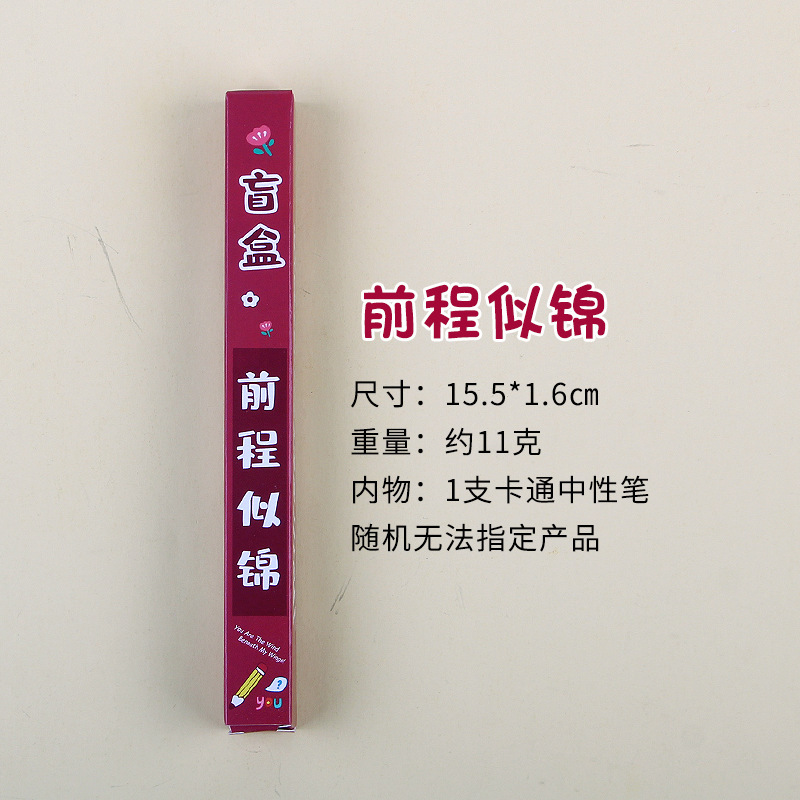 盲盒
前程似锦
You Are The Wind
Beneath My Wings!
?
you
前程似锦
尺寸：15.5*1.6㎝
重量：约11克
内物：1支卡通中性笔
随机无法指定产品